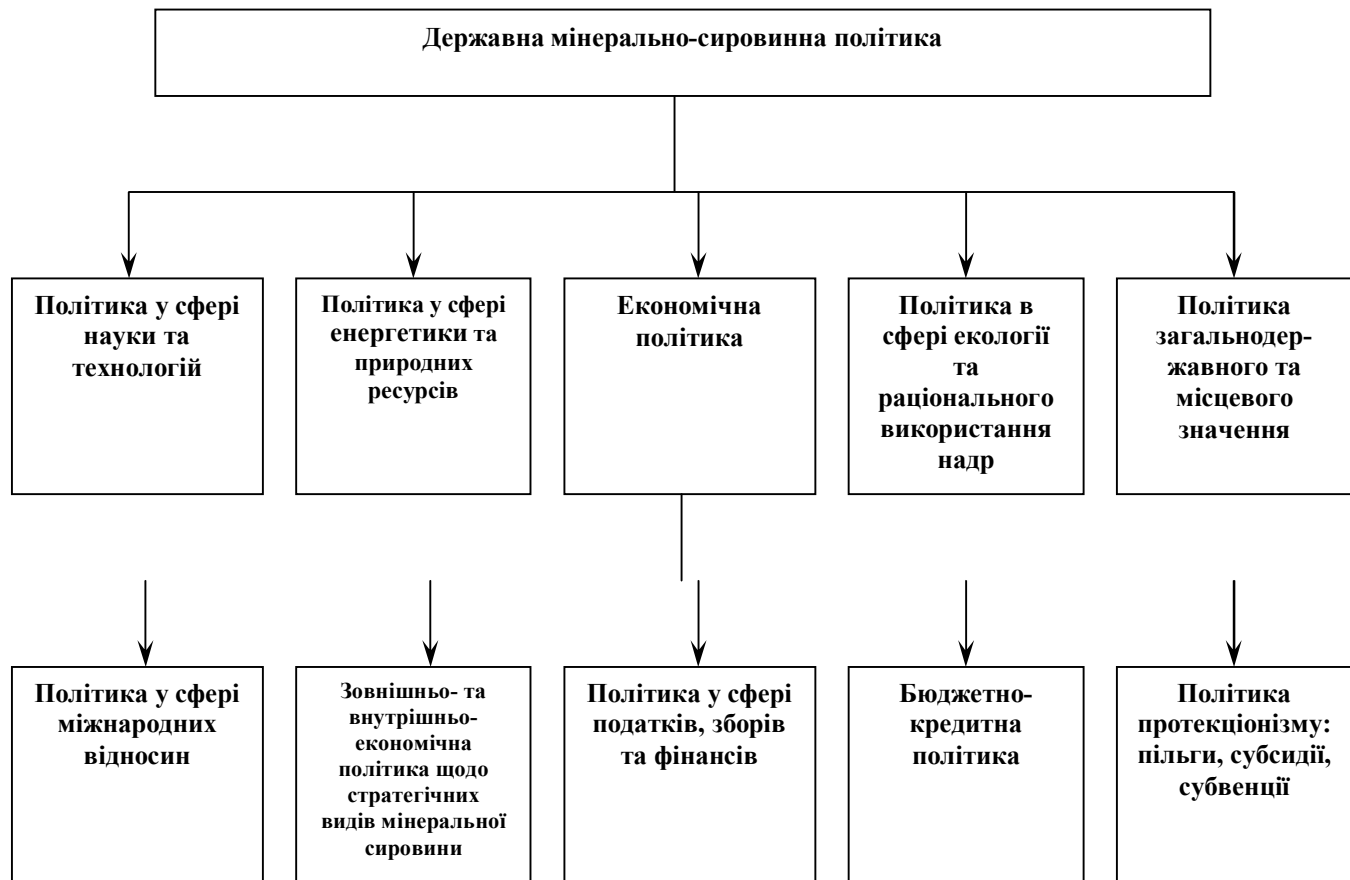 Державна мінерально-сировинна політика
Політика у сфері
науки та
технологій
Політика у сфері
енергетики та
природних
ресурсів
Економічна
політика
Політика в
сфері екології
та
раціонального
використання
надр
Політика
загальнодер-
жавного та
місцевого
значення
Політика у сфері
міжнародних
відносин
Зовнішньо- та
внутрішньо-
економічна
політика щодо
стратегічних
видів мінеральної
сировини
Політика у сфері
податків, зборів
та фінансів
Бюджетно-
кредитна
політика
Політика
протекціонізму:
пільги, субсидії,
субвенції